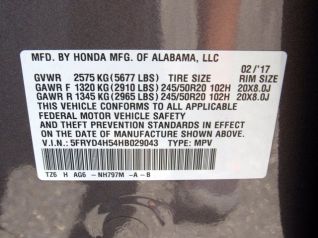 MFD. BY HONDA MFG. OF ALABAMA, LLC
02/'17
GVWR 2575 KG (5677 LBS) TIRE SIZE RIM SIZE
GAWR F 1320 KG (2910 LBS) 245/50R20 102H 20X8.0J
GAWR R 1345 KG (2965 LBS) 245/50R20 102H 20X8.0J
THIS VEHICLE CONFORMS TO ALL APPLICABLE
FEDERAL MOTOR VEHICLE SAFETY AND
THEFT PREVENTION STANDARDS IN EFFECT
ON THE DATE OF MANUFACTURE SHOWN ABOVE.
V.I.N.: 5FRYD4H54HB029043 TYPE: MPV
TZ6 H AG6 -NH797M -A -B